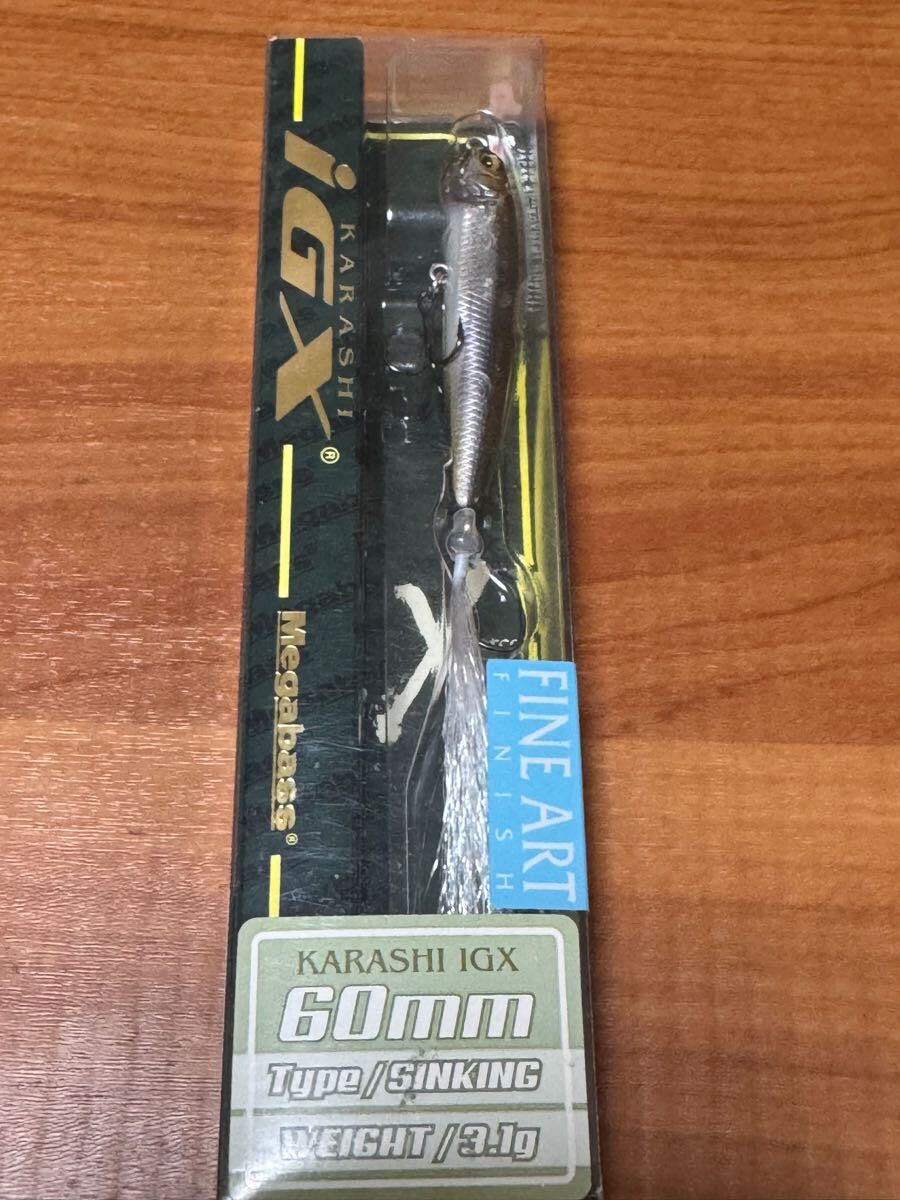 iGX®
KARASHI
Megabass®
FINE ART
FINISH
KARASHI IGX
60mm
Type/SINKING
WEIGHT/3.1g